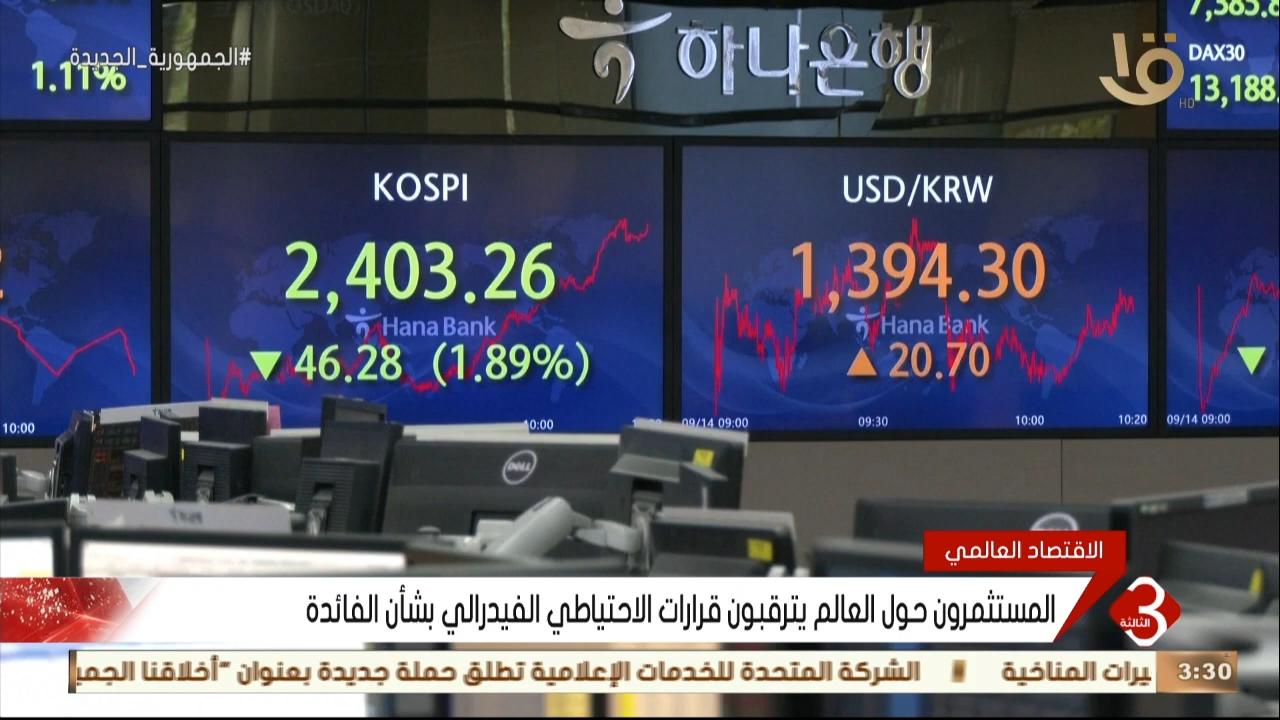 #الجمهورية_الجديدة
1.11%
하나은행
DAX30
13,188.
HD
KOSPI
2,403.26
Hana Bank
▼46.28 (1.89%)
10:00
USD/KRW
1,394.30
Hana Bank
▲20.70
09/14 09:00
09:30
10:00
10:20
09/14 09:00
10:00
DELL
الاقتصاد العالمي
المستثمرون حول العالم يترقبون قرارات الاحتياطي الفيدرالي بشأن الفائدة
3
الثالثة
يرات المناخية
الشركة المتحدة للخدمات الإعلامية تطلق حملة جديدة بعنوان "أخلاقنا الجمي
3:30